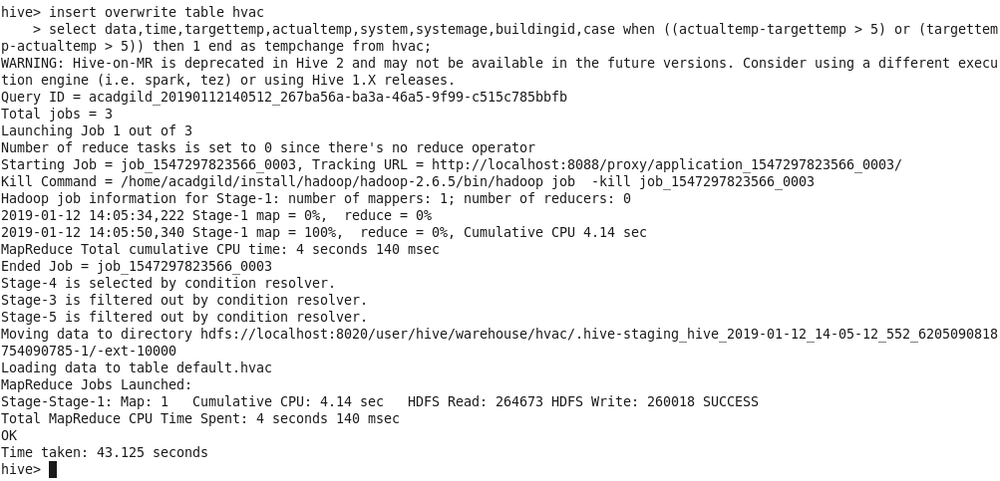 hive> insert overwrite table hvac
    > select data,time,targettemp,actualtemp,system,systemage,buildingid,case when ((actualtemp-targettemp > 5) or (targettem
p-actualtemp > 5)) then 1 end as tempchange from hvac;
WARNING: Hive-on-MR is deprecated in Hive 2 and may not be available in the future versions. Consider using a different execu
tion engine (i.e. spark, tez) or using Hive 1.X releases.
Query ID = acadgild_20190112140512_267ba56a-ba3a-46a5-9f99-c515c785bbfb
Total jobs = 3
Launching Job 1 out of 3
Number of reduce tasks is set to 0 since there's no reduce operator
Starting Job = job_1547297823566_0003, Tracking URL = http://localhost:8088/proxy/application_1547297823566_0003/
Kill Command = /home/acadgild/install/hadoop/hadoop-2.6.5/bin/hadoop job  -kill job_1547297823566_0003
Hadoop job information for Stage-1: number of mappers: 1; number of reducers: 0
2019-01-12 14:05:34,222 Stage-1 map = 0%,  reduce = 0%
2019-01-12 14:05:50,340 Stage-1 map = 100%,  reduce = 0%, Cumulative CPU 4.14 sec
MapReduce Total cumulative CPU time: 4 seconds 140 msec
Ended Job = job_1547297823566_0003
Stage-4 is selected by condition resolver.
Stage-3 is filtered out by condition resolver.
Stage-5 is filtered out by condition resolver.
Moving data to directory hdfs://localhost:8020/user/hive/warehouse/hvac/.hive-staging_hive_2019-01-12_14-05-12_552_6205090818
754090785-1/-ext-10000
Loading data to table default.hvac
MapReduce Jobs Launched:
Stage-Stage-1: Map: 1   Cumulative CPU: 4.14 sec   HDFS Read: 264673 HDFS Write: 260018 SUCCESS
Total MapReduce CPU Time Spent: 4 seconds 140 msec
OK
Time taken: 43.125 seconds
hive>